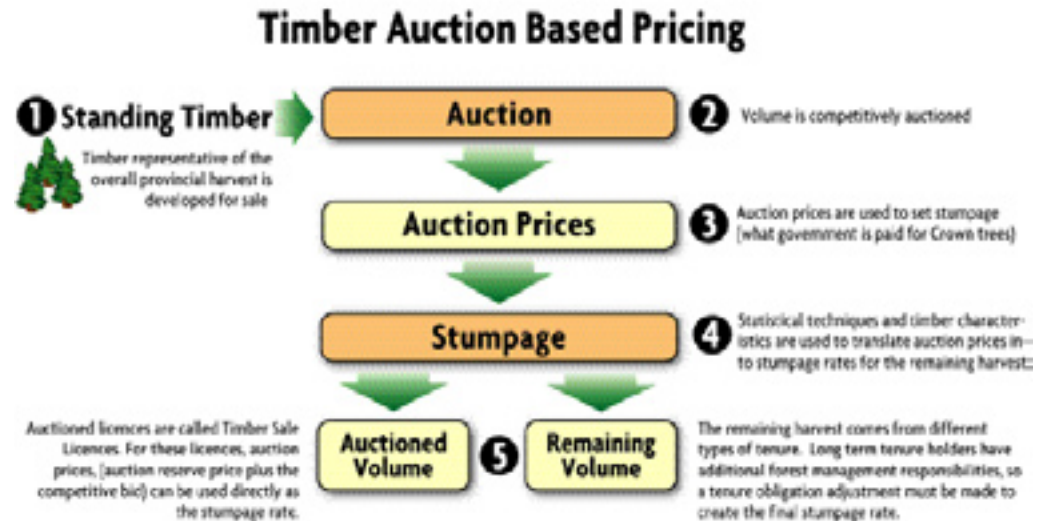 Timber Auction Based Pricing
1 Standing Timber
Timber representative of the
overall provincial harvest is
developed for sale
Auction
2 Volume is competitively auctioned
Auction Prices
3 Auction prices are used to set stumpage
(what government is paid for Crown trees)
Stumpage
4 Statistical techniques and timber character-
istics are used to translate auction prices in-
to stumpage rates for the remaining harvest:
Auctioned licences are called Timber Sale
Licences. For these licences, auction
prices, (auction reserve price plus the
competitive bid) can be used directly as
the stumpage rate.
Auctioned
Volume
5
Remaining
Volume
The remaining harvest comes from different
types of tenure. Long term tenure holders have
additional forest management responsibilities, so
a tenure obligation adjustment must be made to
create the final stumpage rate.